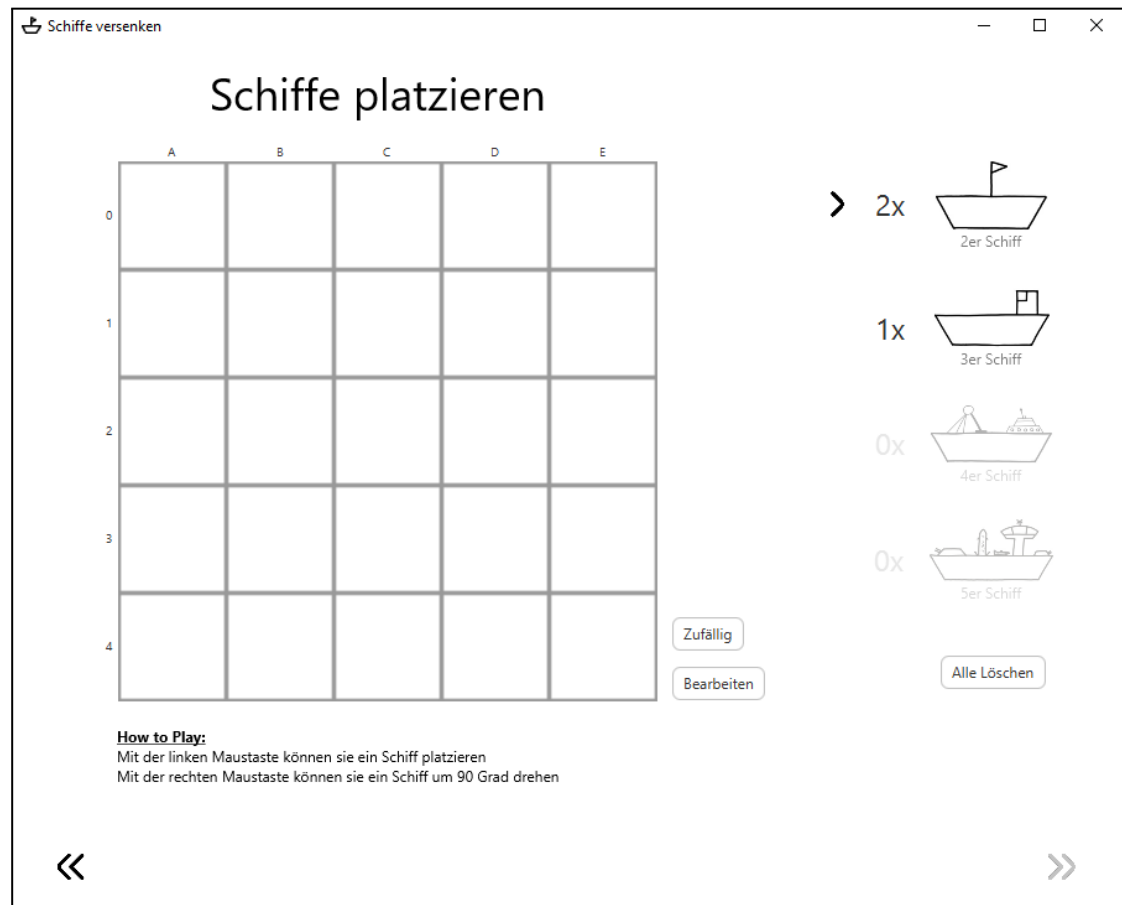 Schiffe versenken
Schiffe platzieren
A B C D E
0
1
2
3
4
2x
2er Schiff
1x
3er Schiff
0x
4er Schiff
0x
5er Schiff
Zufällig
Bearbeiten
Alle Löschen
How to Play:
Mit der linken Maustaste können sie ein Schiff platzieren
Mit der rechten Maustaste können sie ein Schiff um 90 Grad drehen